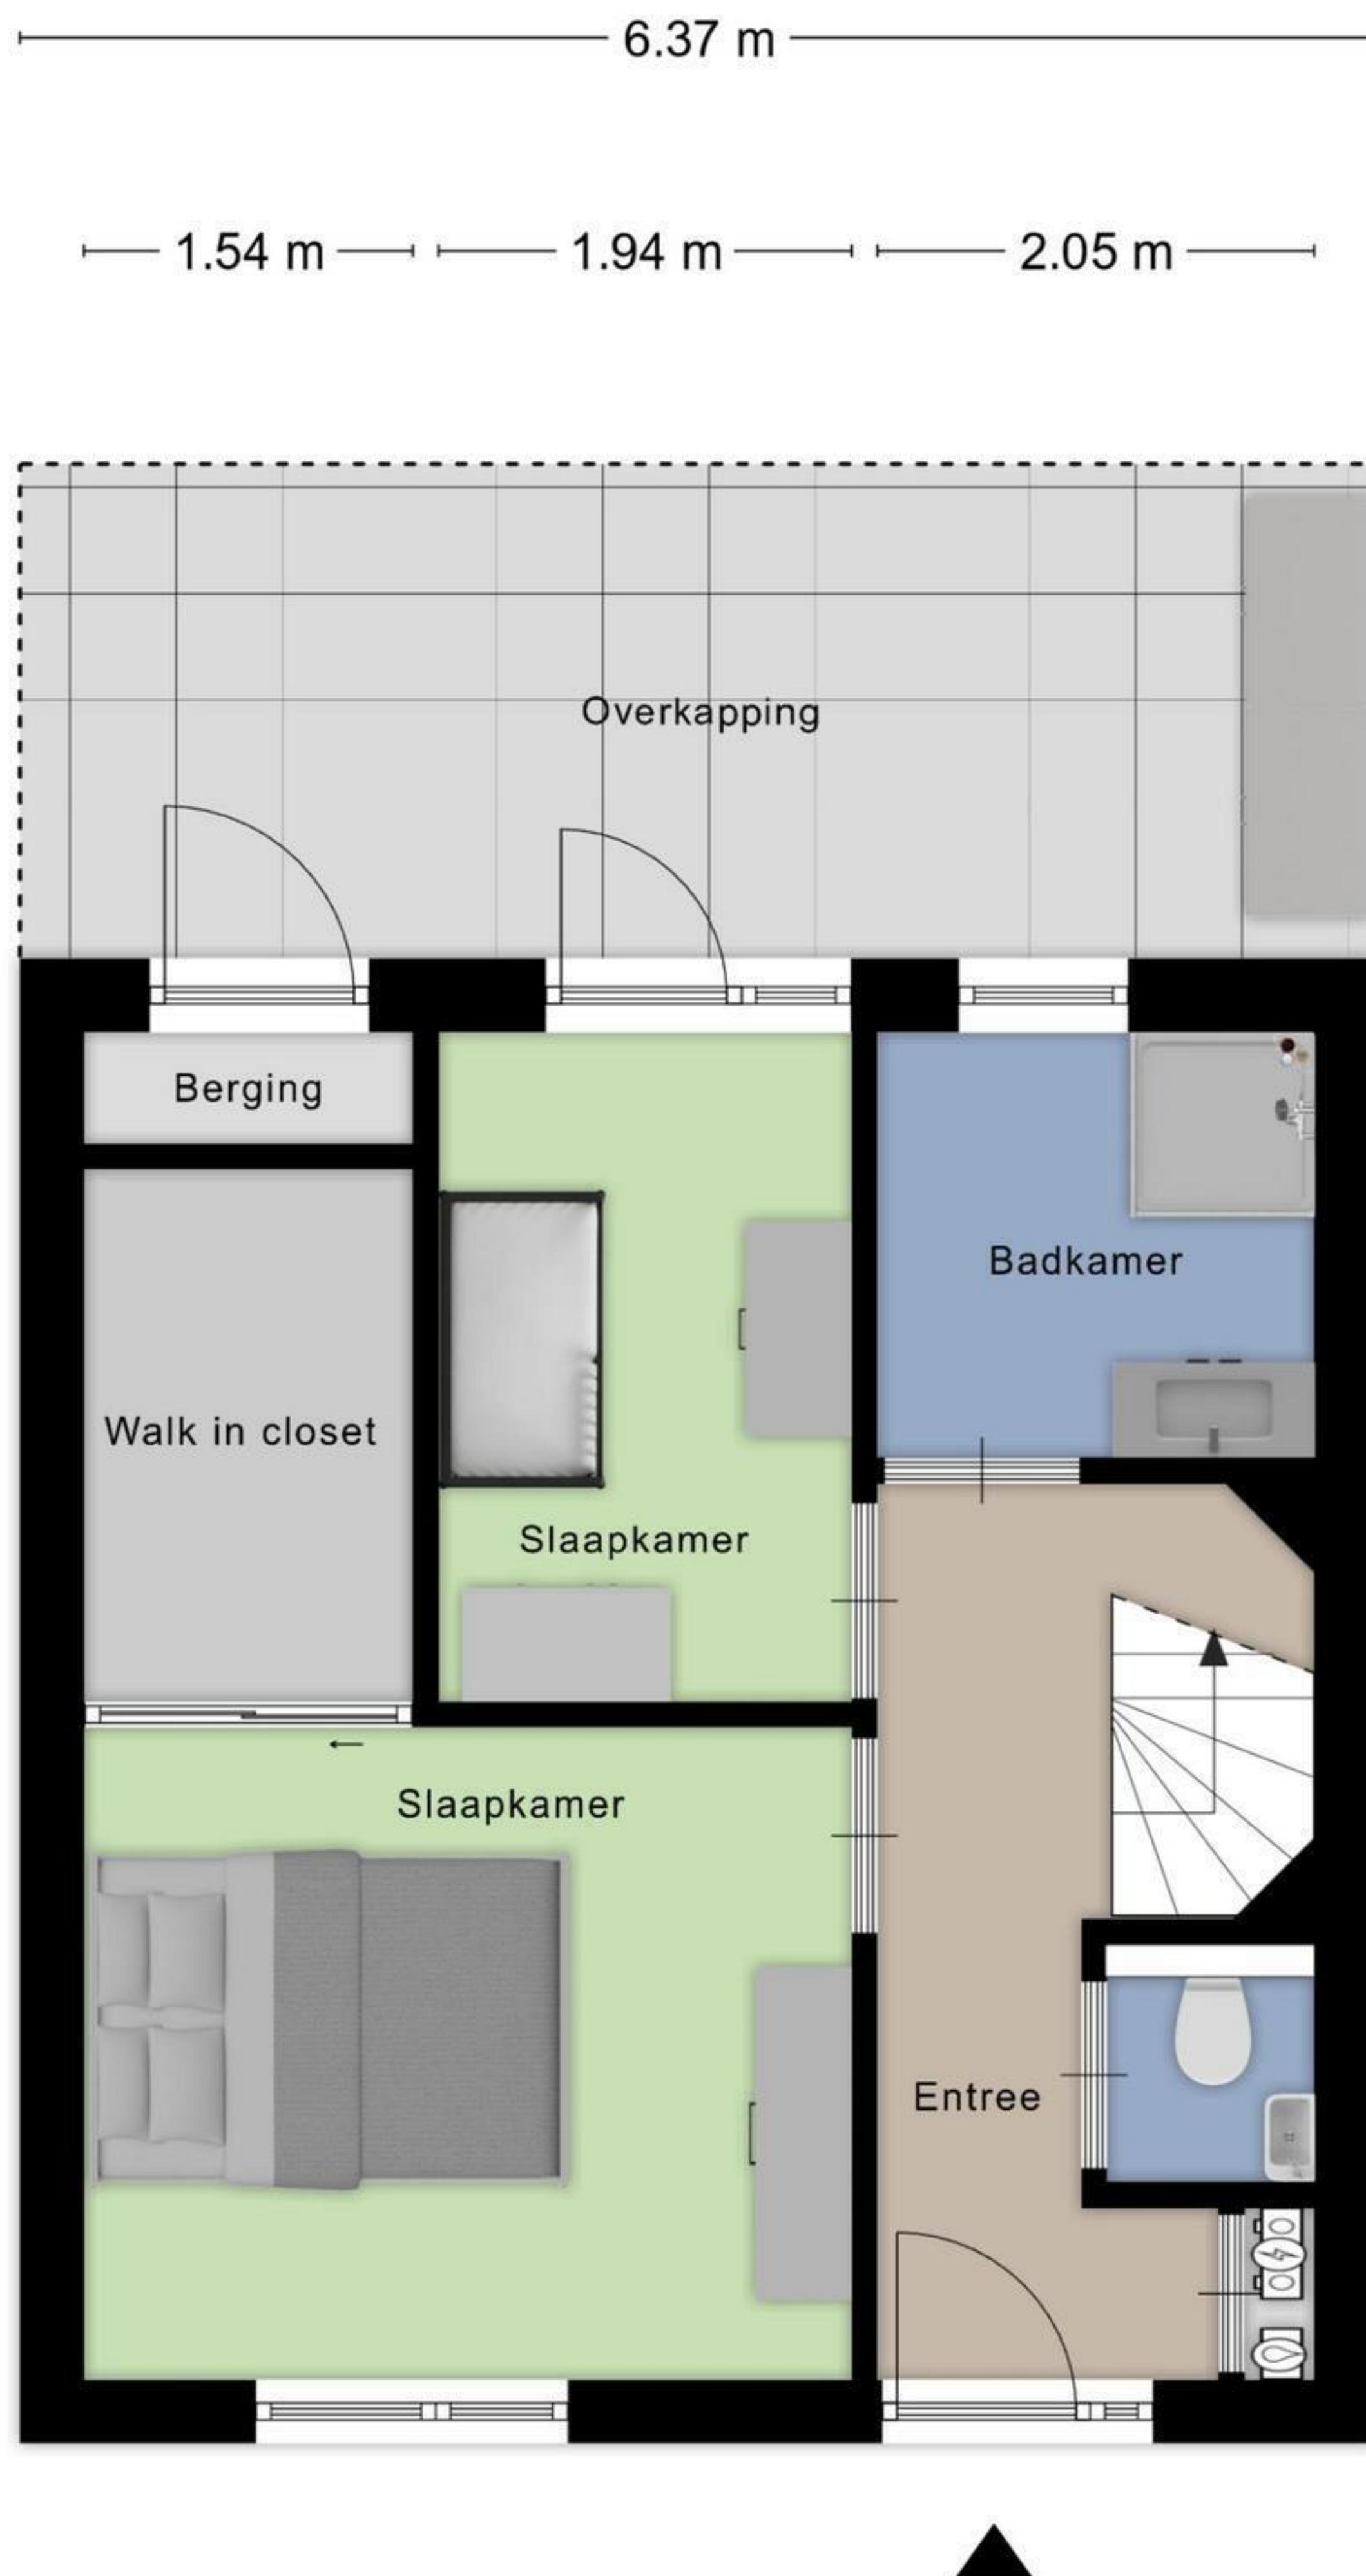 6.37 m
1.54 m
1.94 m
2.05 m
Overkapping
Berging
Badkamer
Walk in closet
Slaapkamer
Slaapkamer
Entree